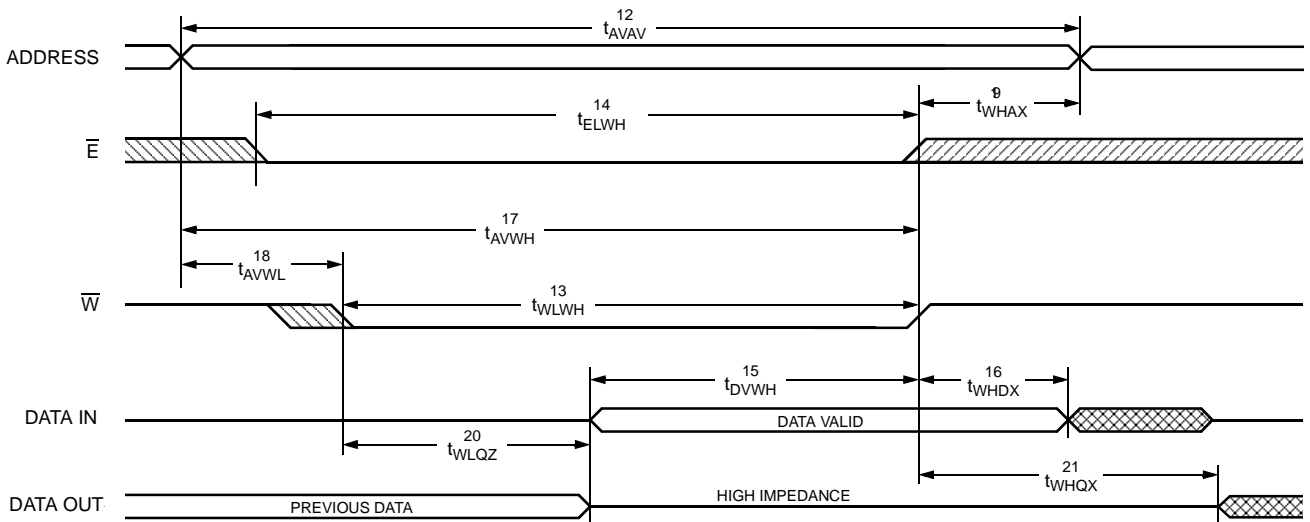 12
tAVAV
ADDRESS
14
tELWH
tWHAX
E
17
tAVWH
18
tAVWL
W
13
tWLWH
15
tDVWH
16
tWHDX
DATA IN
DATA VALID
20
tWLQZ
21
tWHQX
DATA OUT
PREVIOUS DATA
HIGH IMPEDANCE